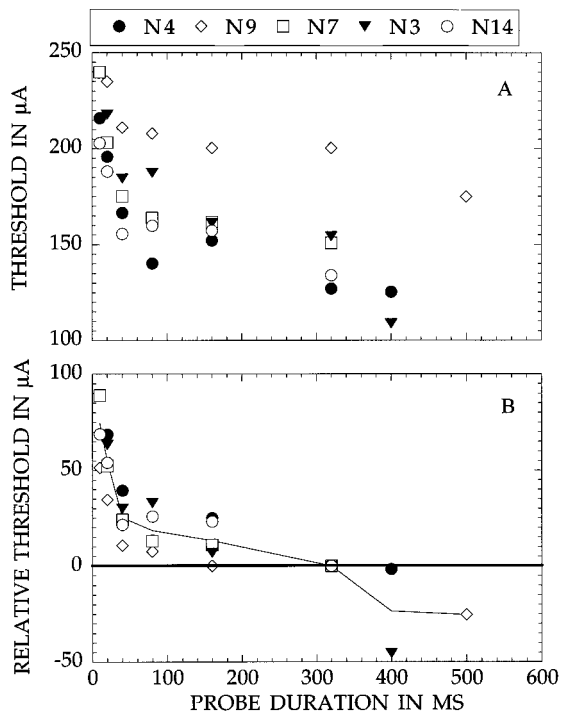 N4 N9 N7 N3 N14
250
200
150
100
THRESHOLD IN µA
A
100
50
0
-50
RELATIVE THRESHOLD IN µA
B
0 100 200 300 400 500 600
PROBE DURATION IN MS